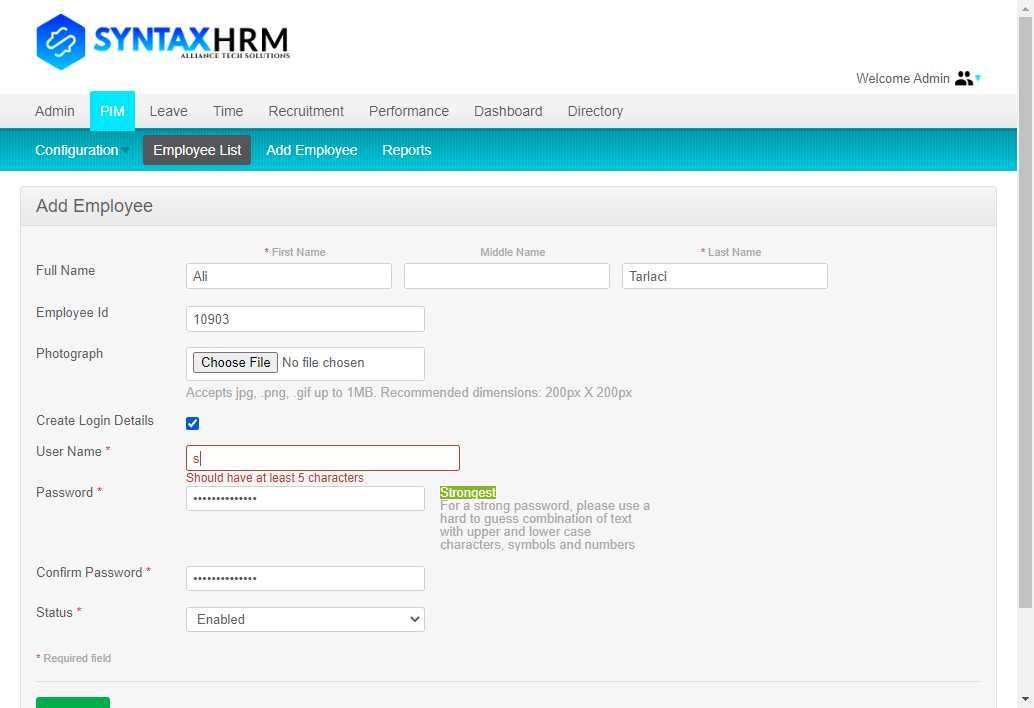 SYNTAXHRM
ALLIANCE TECH SOLUTIONS
Welcome Admin
Admin PIM Leave Time Recruitment Performance Dashboard Directory
Configuration Employee List Add Employee Reports
Add Employee
* First Name Middle Name * Last Name
Full Name Ali Tarlaci
Employee Id 10903
Photograph Choose File No file chosen
Accepts jpg, .png, .gif up to 1MB. Recommended dimensions: 200px X 200px
Create Login Details
User Name * s
Should have at least 5 characters
Password * •••••••••••••• Strongest
For a strong password, please use a
hard to guess combination of text
with upper and lower case
characters, symbols and numbers
Confirm Password * ••••••••••••••
Status * Enabled
* Required field